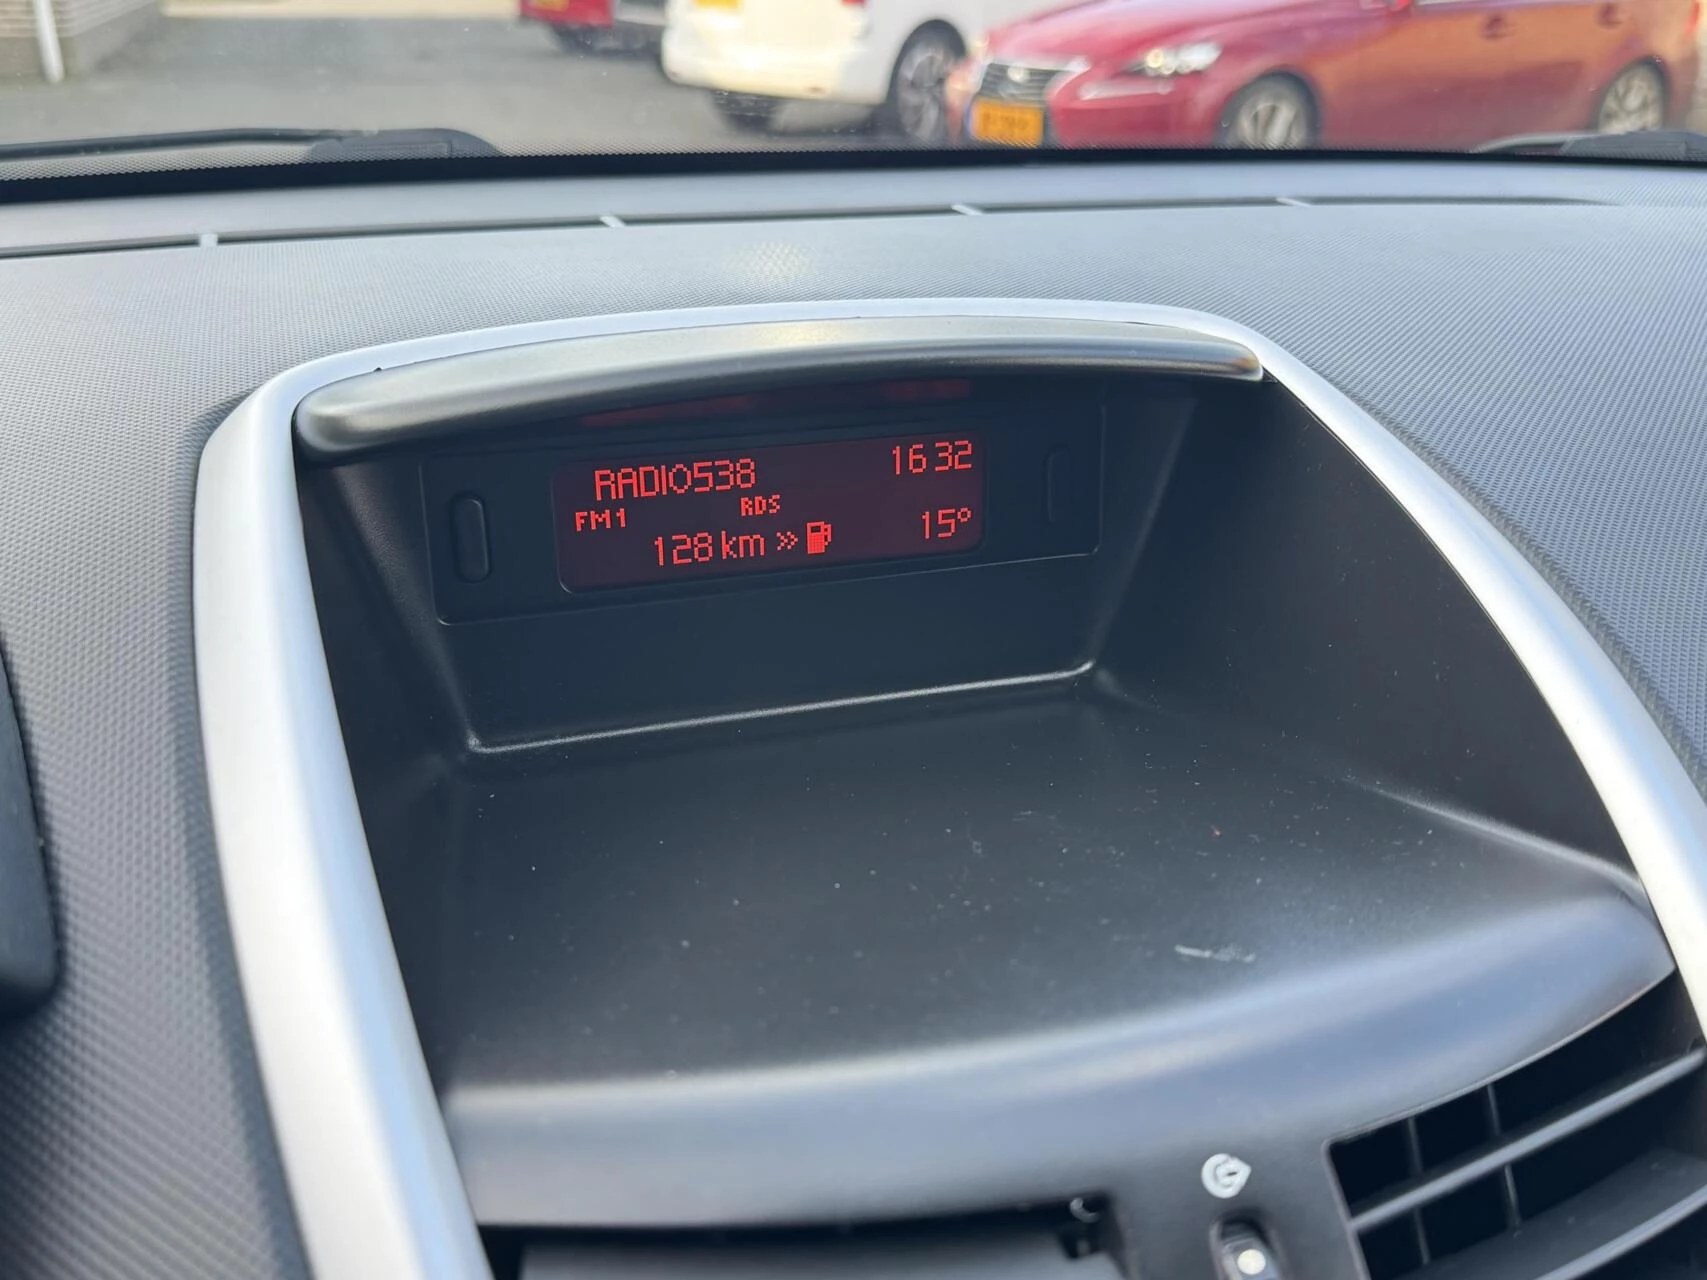 RADIO538 16 32
FM1 RDS
128 km » 15°